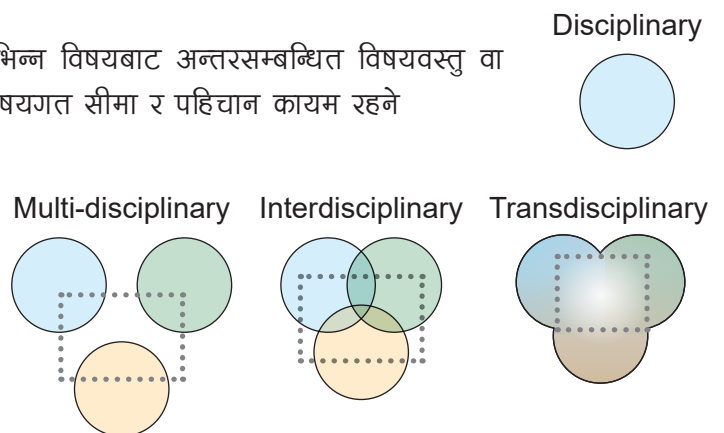 Disciplinary
भिन्न विषयबाट अन्तरसम्बन्धित विषयवस्तु वा
षयगत सीमा र पहिचान कायम रहने
Multi-disciplinary Interdisciplinary Transdisciplinary